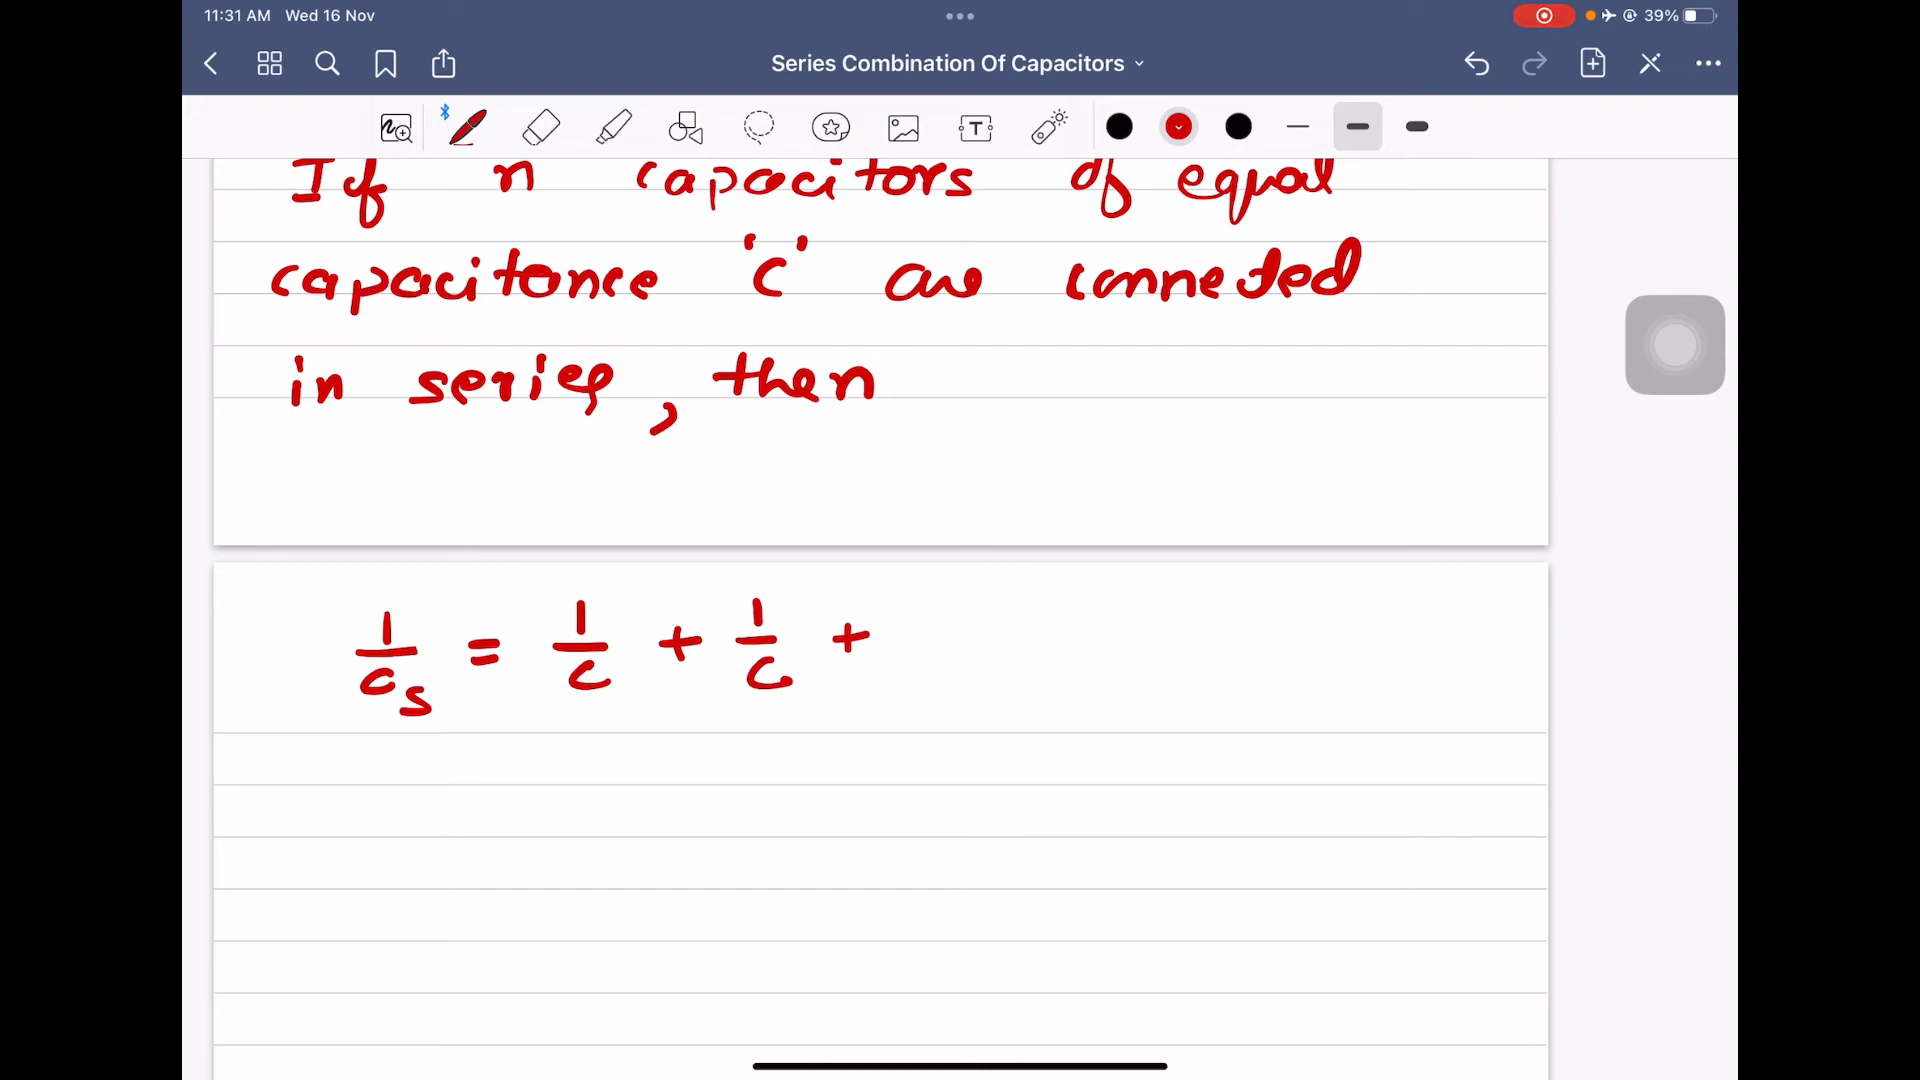 11:31 AM Wed 16 Nov
39%
Series Combination Of Capacitors
T
If n capacitors of equal
capacitance 'C' are connected
in series, then
1/Cs = 1/C + 1/C +